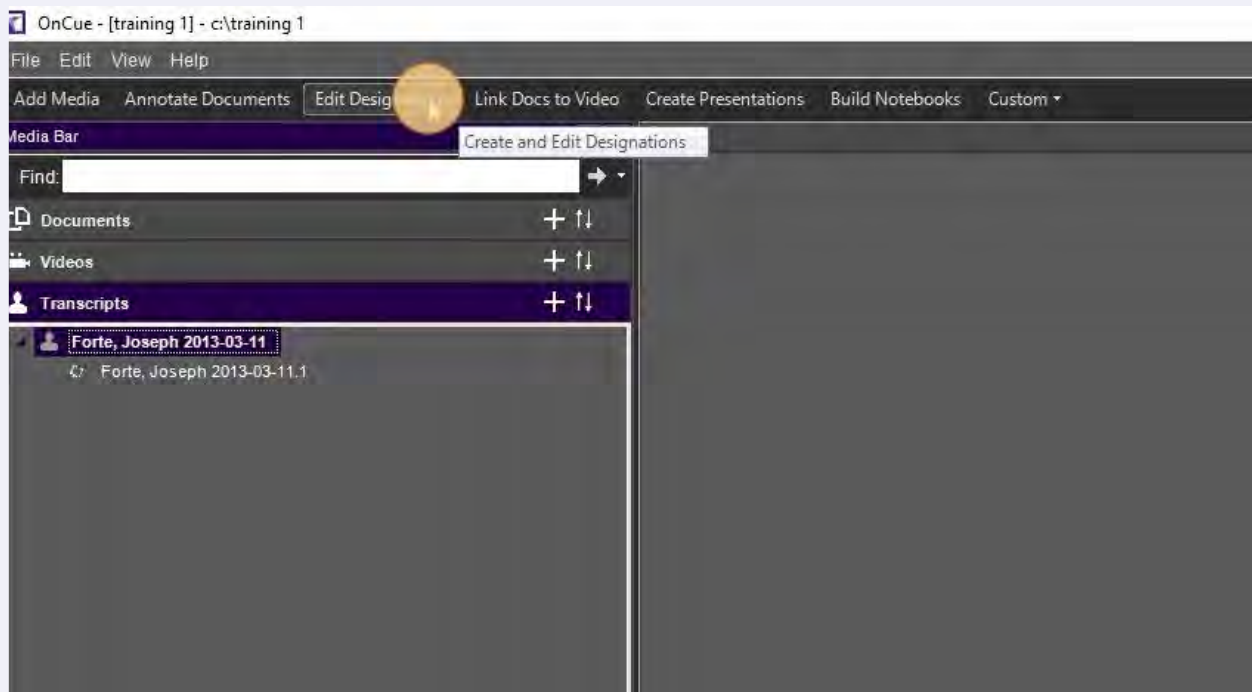 OnCue - [training 1] - c:\training 1
File Edit View Help
Add Media Annotate Documents Edit Desig Link Docs to Video Create Presentations Build Notebooks Custom
Media Bar
Create and Edit Designations
Find:
Documents
Videos
Transcripts
Forte, Joseph 2013-03-11
Forte, Joseph 2013-03-11.1